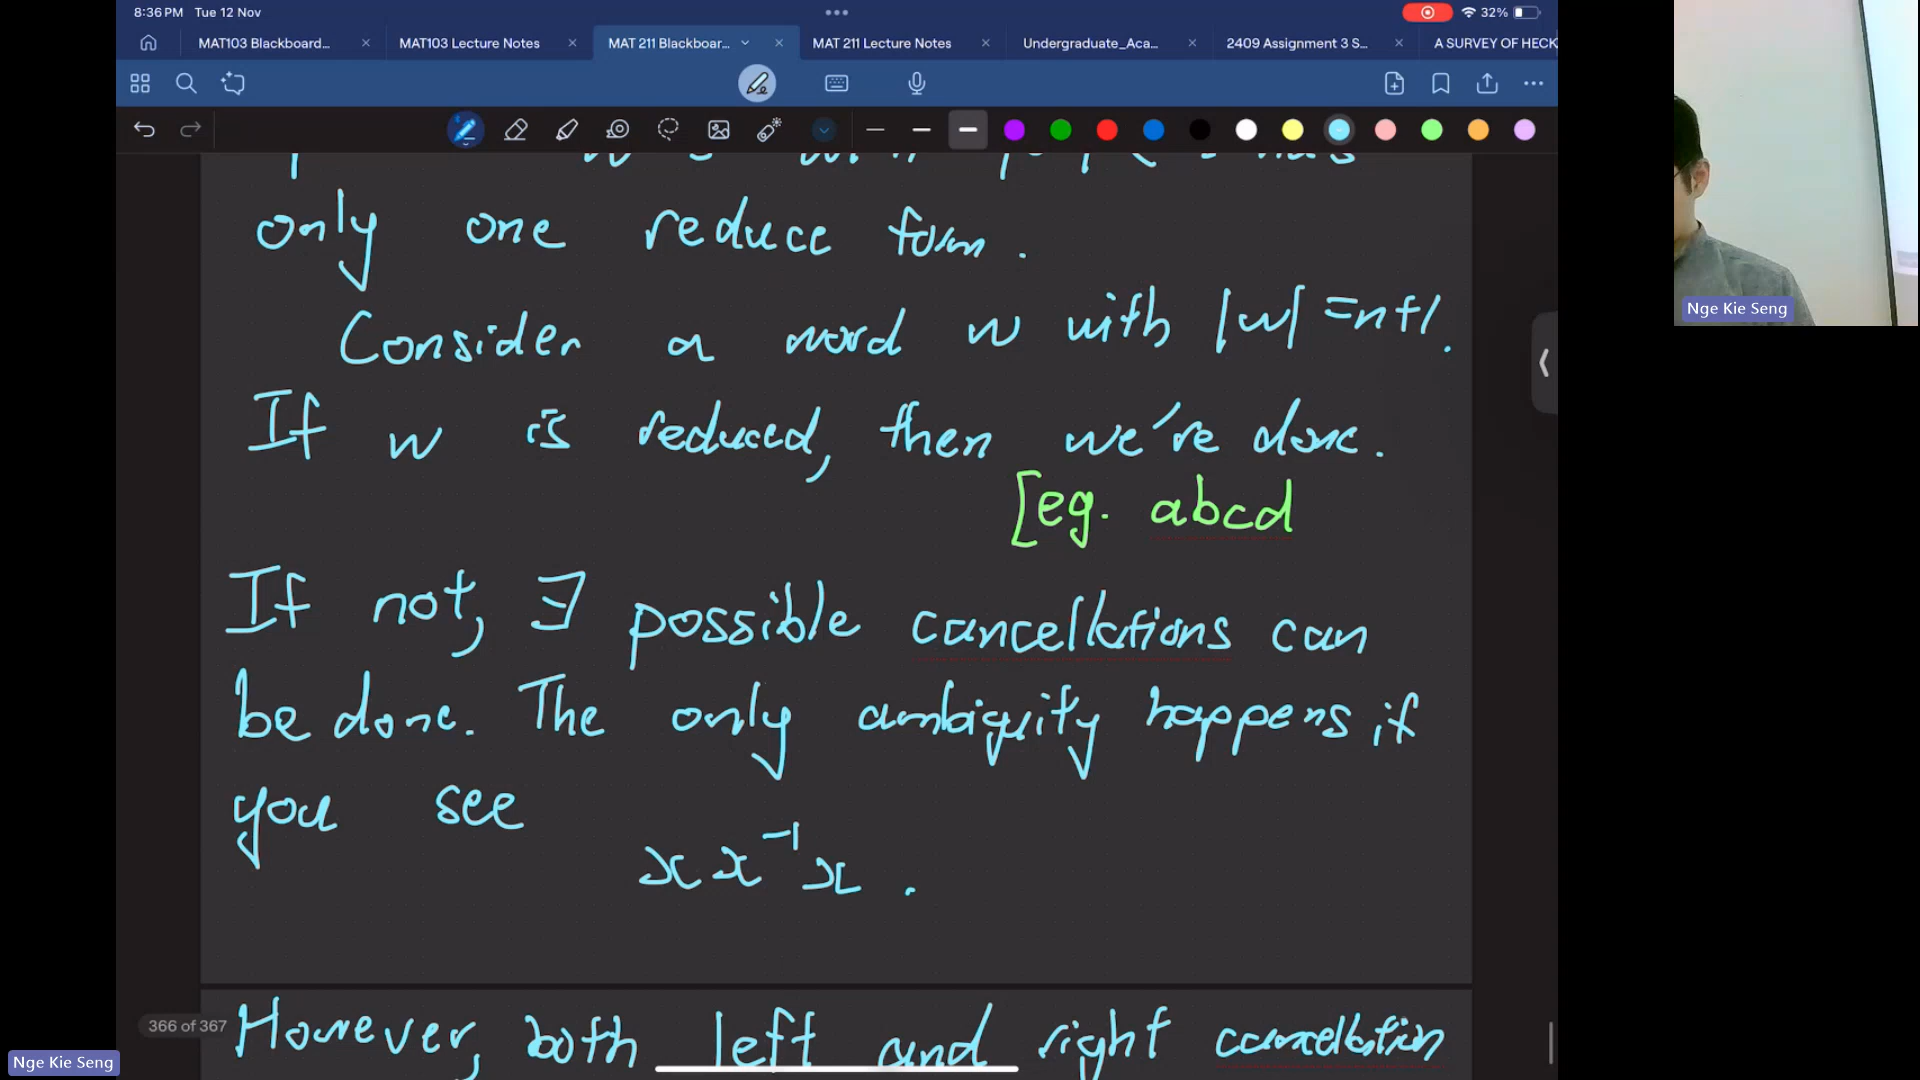 8:36 PM Tue 12 Nov
32%
MAT103 Blackboard...
MAT103 Lecture Notes
MAT 211 Blackboar...
MAT 211 Lecture Notes
Undergraduate_Aca...
2409 Assignment 3 S...
A SURVEY OF HECK
only one reduce form.
Consider a word w with |w| = n+1.
If w is reduced, then we're done.
[eg. abcd
If not, ∃ possible cancellations can
be done. The only ambiguity happens if
you see
x x⁻¹ x .
366 of 367
However, both left and right cancellation
Nge Kie Seng
Nge Kie Seng